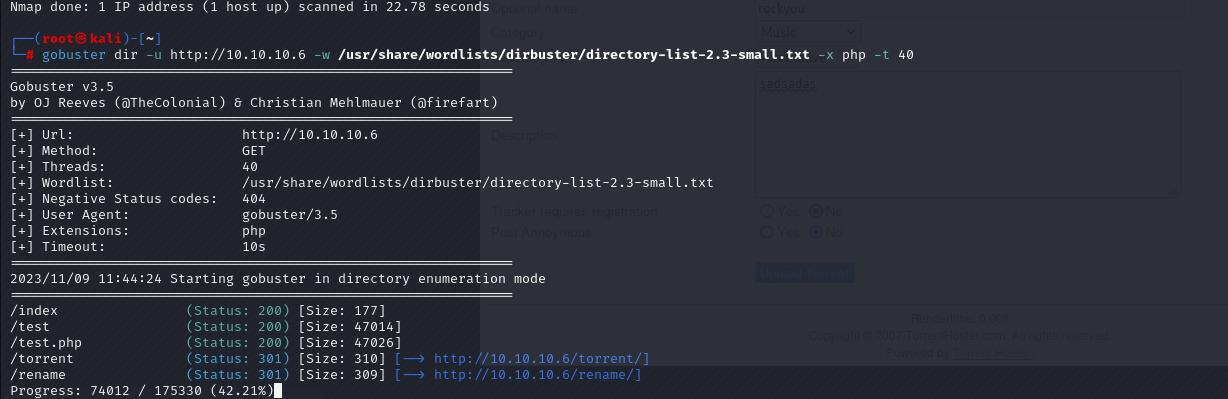 Nmap done: 1 IP address (1 host up) scanned in 22.78 seconds
Optional name rockyou
┌──(root㉿kali)-[~]
Category Music
└─# gobuster dir -u http://10.10.10.6 -w /usr/share/wordlists/dirbuster/directory-list-2.3-small.txt -x php -t 40
===============================================================
Gobuster v3.5
sadsadas
by OJ Reeves (@TheColonial) & Christian Mehlmauer (@firefart)
===============================================================
[+] Url:                     http://10.10.10.6
Description
[+] Method:                  GET
[+] Threads:                 40
[+] Wordlist:                /usr/share/wordlists/dirbuster/directory-list-2.3-small.txt
[+] Negative Status codes:   404
[+] User Agent:              gobuster/3.5
Tracker requires registration Yes No
[+] Extensions:              php
Post Annoymous Yes No
[+] Timeout:                 10s
===============================================================
2023/11/09 11:44:24 Starting gobuster in directory enumeration mode
Upload Torrent
===============================================================
/index                (Status: 200) [Size: 177]
Rendertime: 0.008
/test                 (Status: 200) [Size: 47014]
Copyright © 2007 TorrentHoster.com. All rights reserved.
/test.php             (Status: 200) [Size: 47026]
Powered by Torrent Hoster
/torrent              (Status: 301) [Size: 310] [--> http://10.10.10.6/torrent/]
/rename               (Status: 301) [Size: 309] [--> http://10.10.10.6/rename/]
Progress: 74012 / 175330 (42.21%)